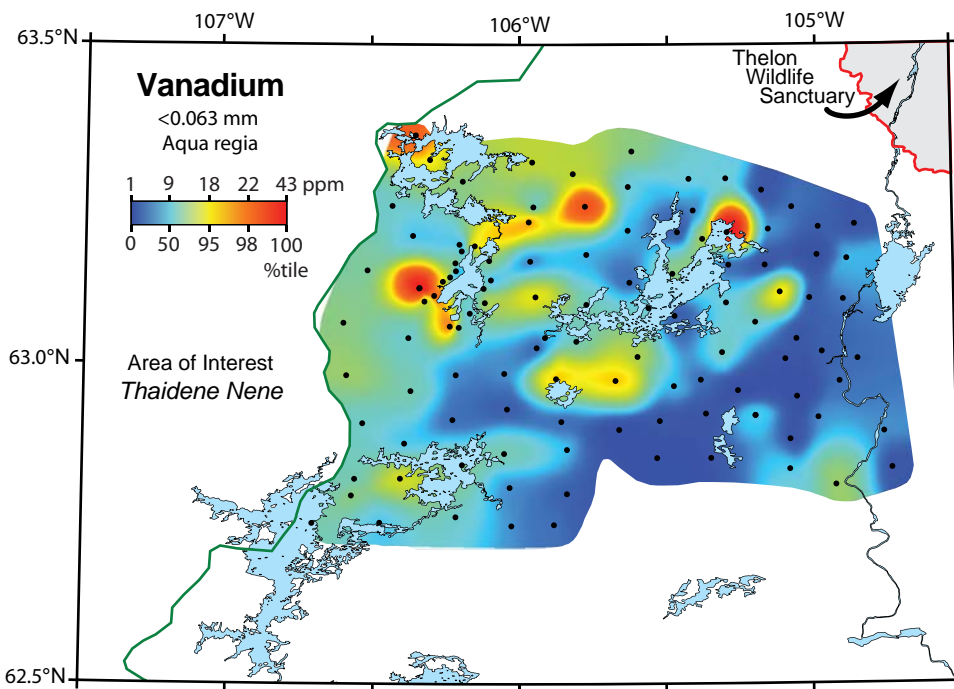 107°W 106°W 105°W
63.5°N
Thelon
Wildlife
Sanctuary
Vanadium
<0.063 mm
Aqua regia
1 9 18 22 43 ppm
0 50 95 98 100
%tile
63.0°N
Area of Interest
Thaidene Nene
62.5°N